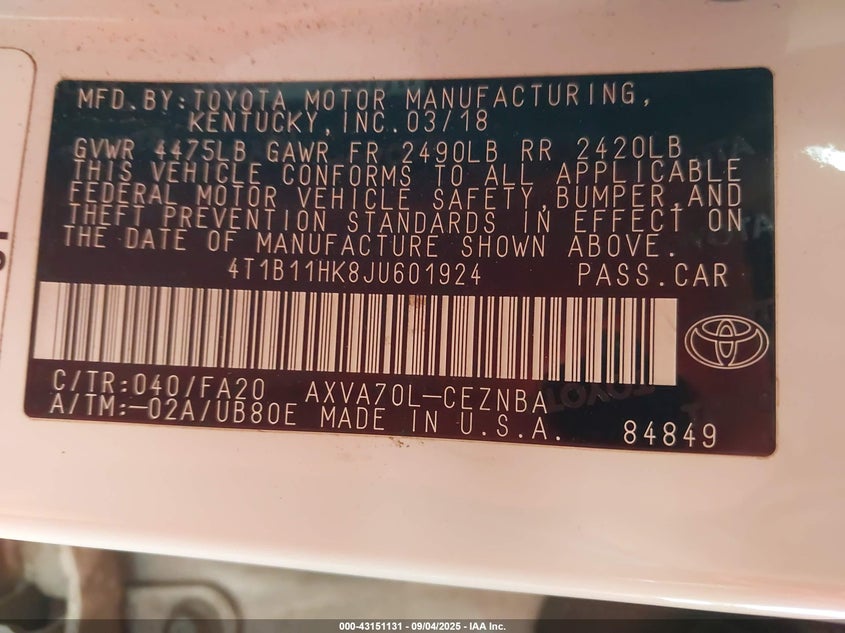 MFD. BY: TOYOTA MOTOR MANUFACTURING,
KENTUCKY, INC. 03/18
GVWR 4475LB GAWR FR 2490LB RR 2420LB
THIS VEHICLE CONFORMS TO ALL APPLICABLE
FEDERAL MOTOR VEHICLE SAFETY, BUMPER, AND
THEFT PREVENTION STANDARDS IN EFFECT ON
THE DATE OF MANUFACTURE SHOWN ABOVE.
4T1B11HK8JU601924 PASS. CAR
C/TR: 040/FA20 AXVA70L-CEZNBA
A/TM: -02A/UB80E MADE IN U.S.A. 84849
000-43151131 - 09/04/2025 - IAA Inc.